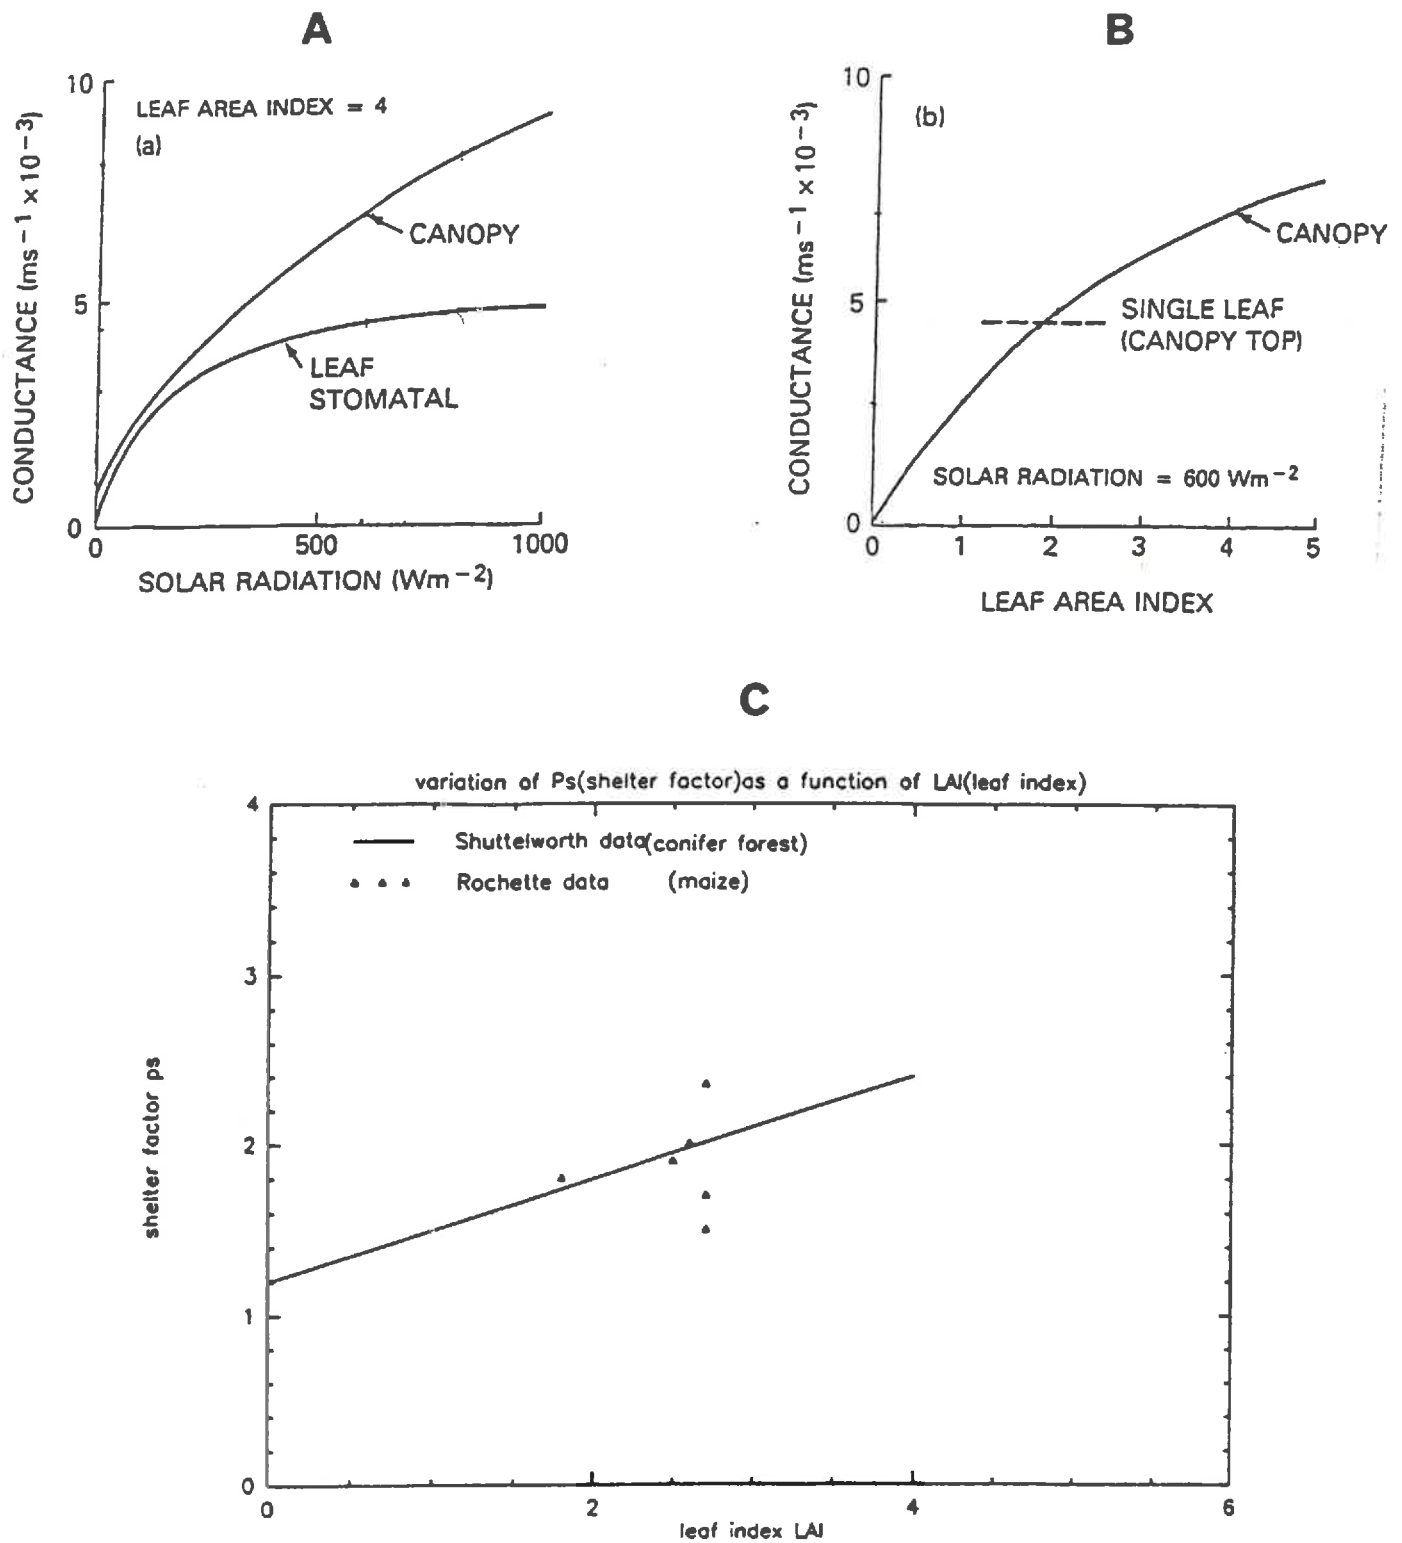 A
10
LEAF AREA INDEX = 4
(a)
CONDUCTANCE (ms⁻¹ x 10⁻³)
CANOPY
5
LEAF
STOMATAL
0
0 500 1000
SOLAR RADIATION (Wm⁻²)
B
10
(b)
CONDUCTANCE (ms⁻¹ x 10⁻³)
CANOPY
5
SINGLE LEAF
(CANOPY TOP)
SOLAR RADIATION = 600 Wm⁻²
0
0 1 2 3 4 5
LEAF AREA INDEX
C
variation of Ps(shelter factor)as a function of LAI(leaf index)
4
Shuttelworth data(conifer forest)
Rochette data (maize)
3
shelter factor ps
2
1
0
0 2 4 6
leaf index LAI